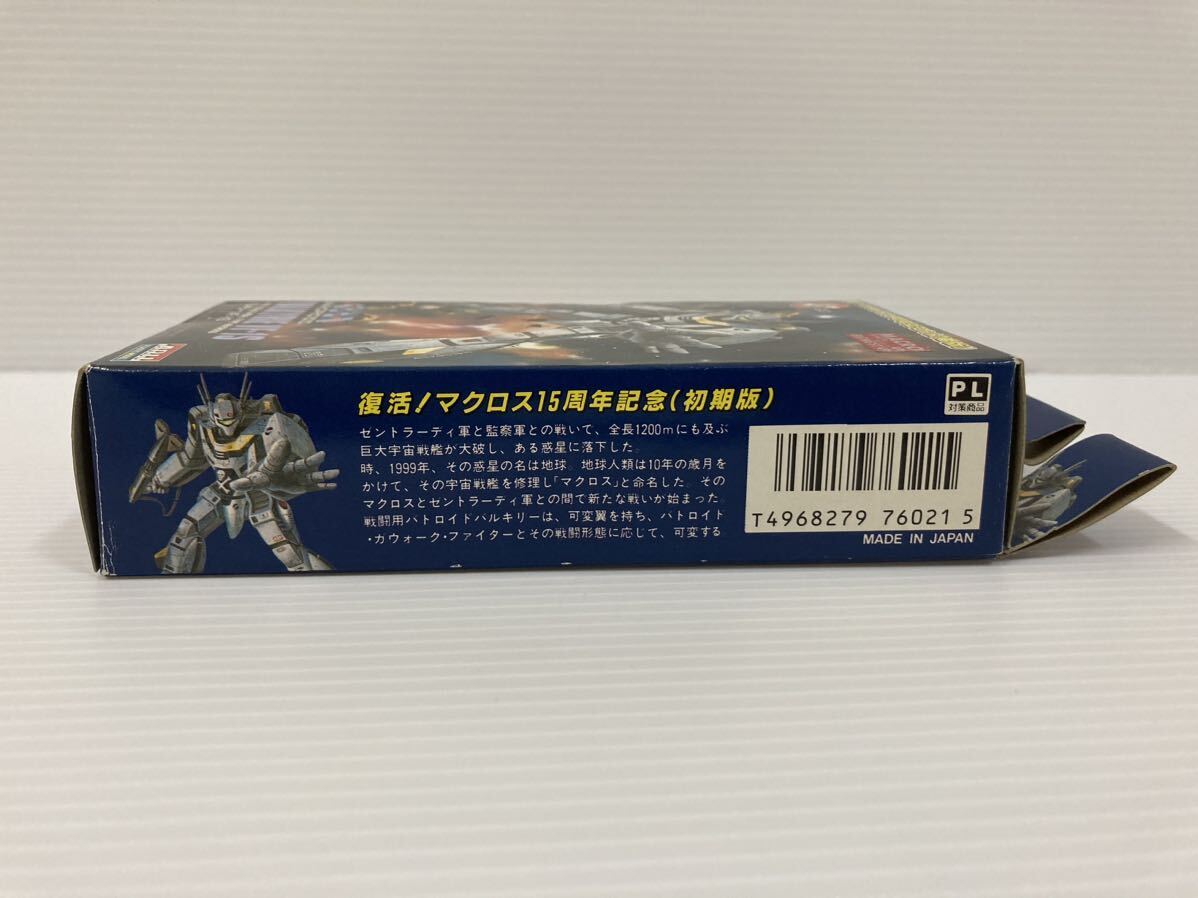 復活！マクロス15周年記念（初期版）
ゼントラーディ軍と監察軍との戦いて、全長1200mにも及ぶ
巨大宇宙戦艦が大破し、ある惑星に落下した。
時、1999年、その惑星の名は地球。地球人類は10年の歳月を
かけて、その宇宙戦艦を修理し「マクロス」と命名した。その
マクロスとゼントラーディ軍との間で新たな戦いが始まった。
戦闘用バトロイドバルキリーは、可変翼を持ち、バトロイド
・ガウォーク・ファイターとその戦闘形態に応じて、可変する
PL
対策商品
T4968279 76021 5
MADE IN JAPAN